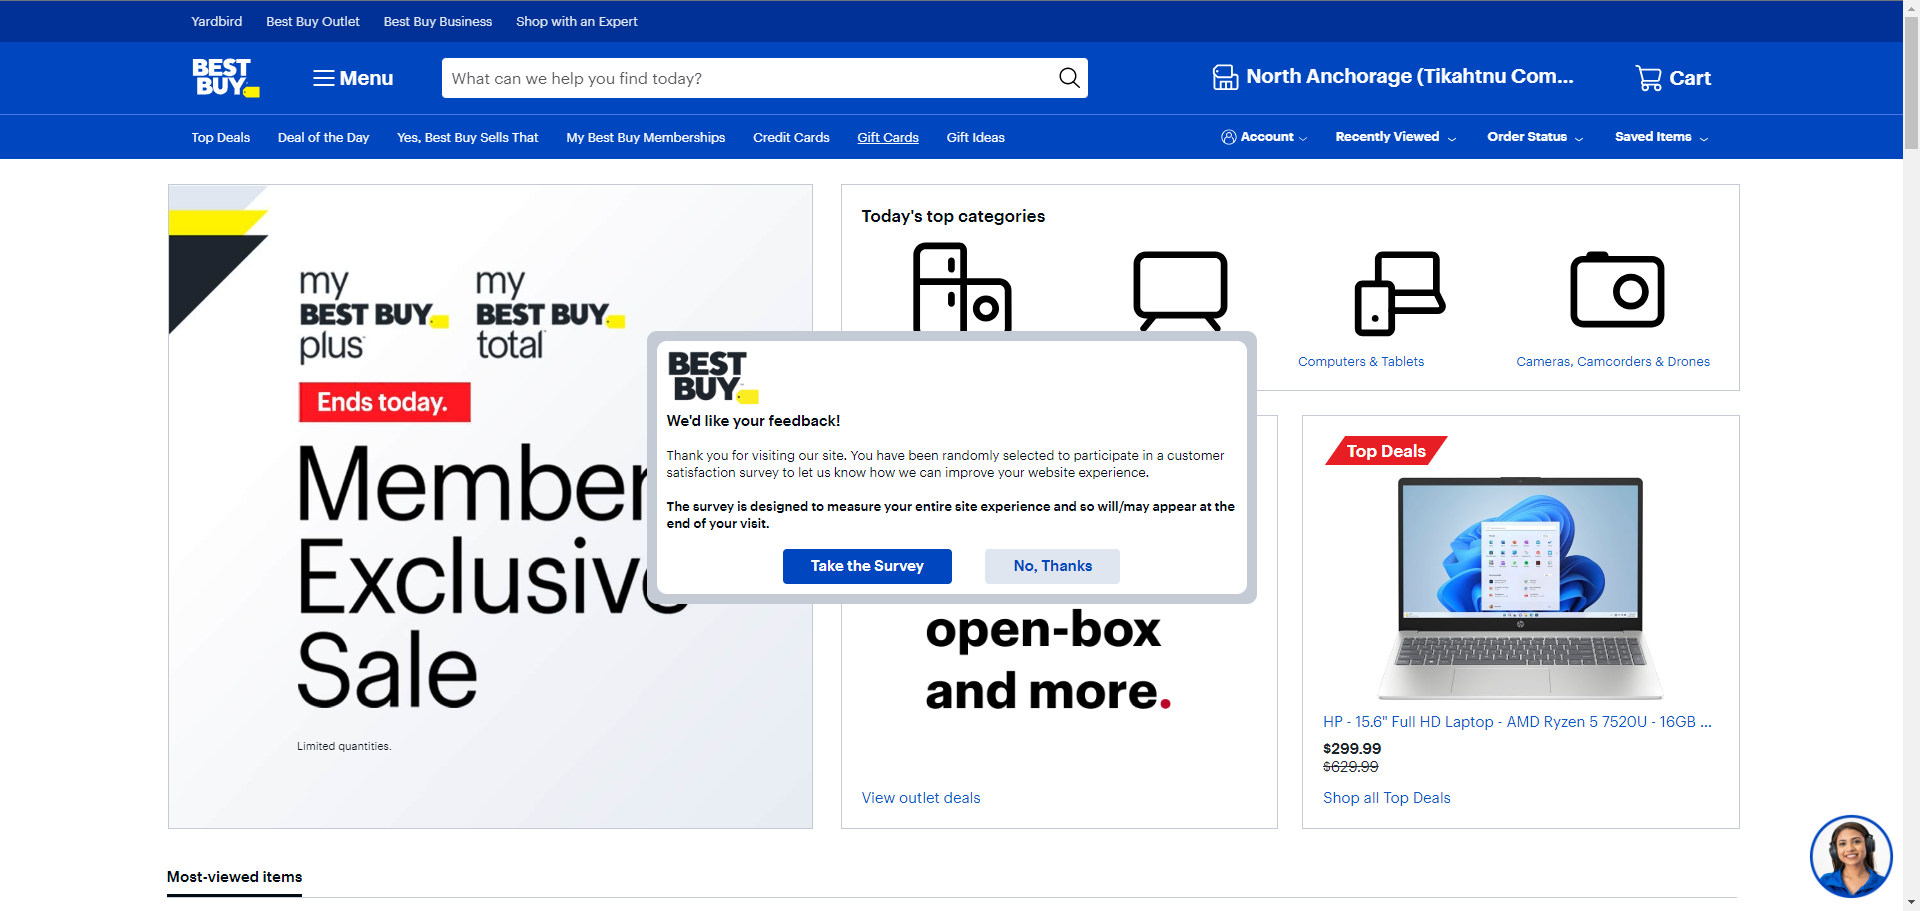 Yardbird
Best Buy Outlet
Best Buy Business
Shop with an Expert
BEST BUY
Menu
What can we help you find today?
North Anchorage (Tikahtnu Com...
Cart
Top Deals
Deal of the Day
Yes, Best Buy Sells That
My Best Buy Memberships
Credit Cards
Gift Cards
Gift Ideas
Account
Recently Viewed
Order Status
Saved Items
my
BEST BUY
plus
my
BEST BUY
total
Ends today.
Member
Exclusive
Sale
Limited quantities.
Today's top categories
Computers & Tablets
Cameras, Camcorders & Drones
BEST
BUY
We'd like your feedback!
Thank you for visiting our site. You have been randomly selected to participate in a customer
satisfaction survey to let us know how we can improve your website experience.
The survey is designed to measure your entire site experience and so will/may appear at the
end of your visit.
Take the Survey
No, Thanks
open-box
and more.
View outlet deals
Top Deals
HP - 15.6" Full HD Laptop - AMD Ryzen 5 7520U - 16GB ...
$299.99
$629.99
Shop all Top Deals
Most-viewed items